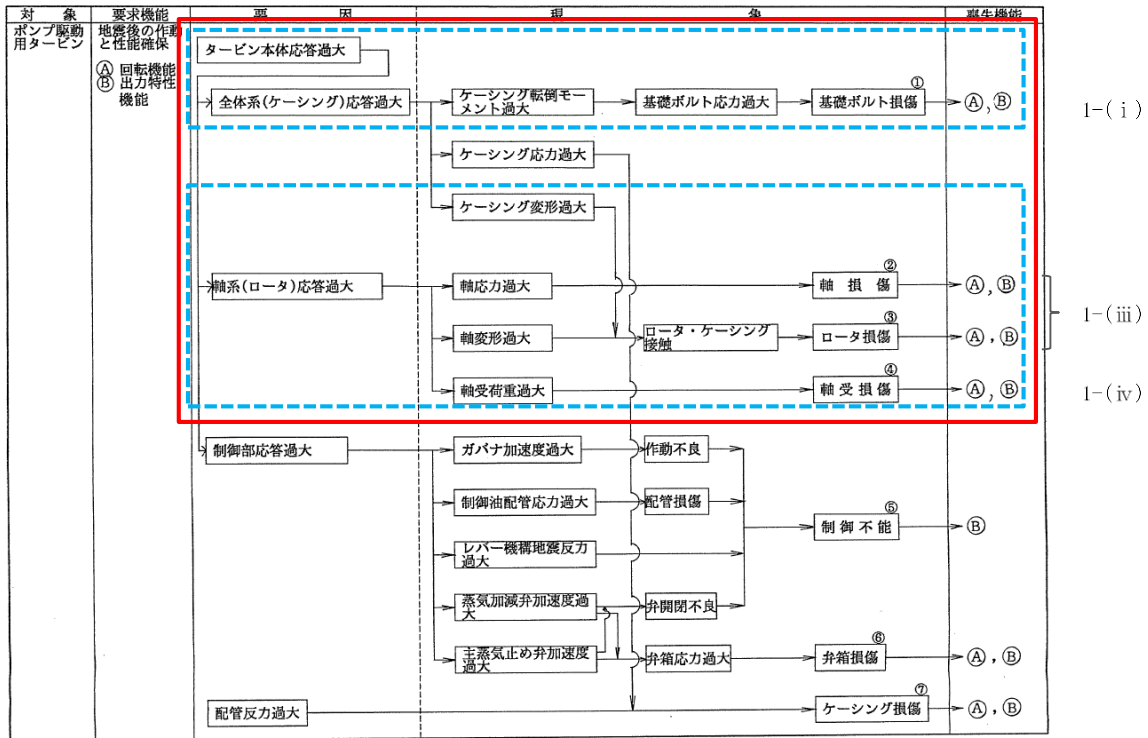 対 象 要求機能 要 因 現 象 喪失機能
ポンプ駆動
用タービン
地震後の作動
と性能確保
Ⓐ 回転機能
Ⓑ 出力特性
機能
タービン本体応答過大
全体系(ケーシング)応答過大
ケーシング転倒モー
メント過大
基礎ボルト応力過大
①
基礎ボルト損傷
Ⓐ, Ⓑ
1-(ⅰ)
ケーシング応力過大
ケーシング変形過大
軸系(ロータ)応答過大
軸応力過大
②
軸 損 傷
Ⓐ, Ⓑ
1-(ⅲ)
軸変形過大
ロータ・ケーシング
接触
③
ロータ損傷
Ⓐ, Ⓑ
軸受荷重過大
④
軸受損傷
Ⓐ, Ⓑ
1-(ⅳ)
制御部応答過大
ガバナ加速度過大
作動不良
制御油配管応力過大
配管損傷
⑤
制御不能
Ⓑ
レバー機構地震反力
過大
蒸気加減弁加速度過
大
弁開閉不良
主蒸気止め弁加速度
過大
弁箱応力過大
⑥
弁箱損傷
Ⓐ, Ⓑ
配管反力過大
⑦
ケーシング損傷
Ⓐ, Ⓑ